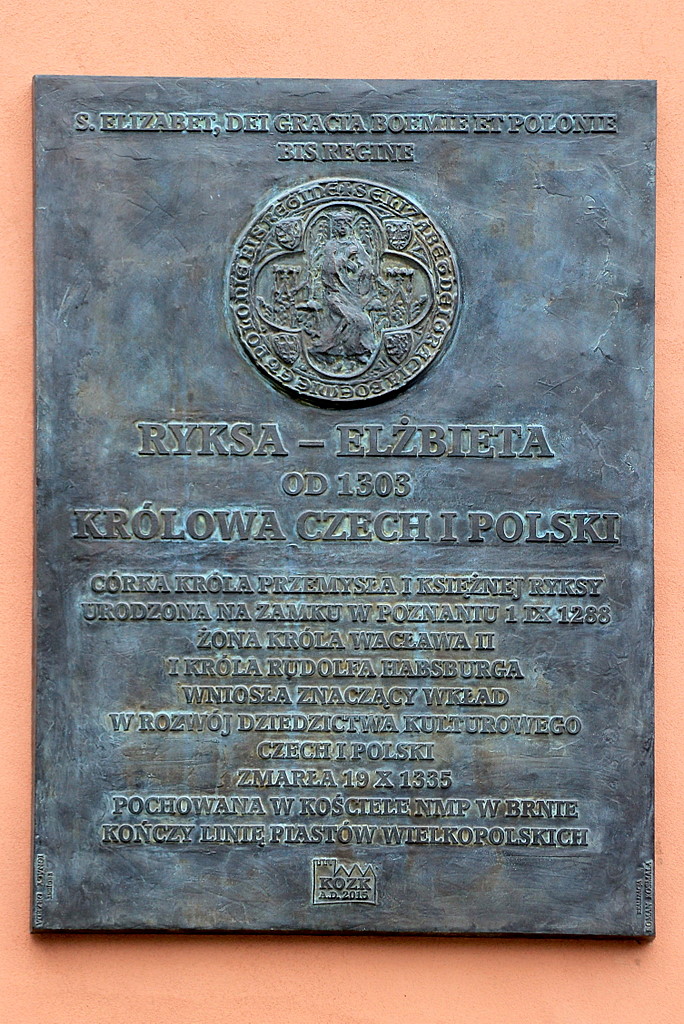 S. ELIZABET, DEI GRACIA BOEMIE ET POLONIE
BIS REGINE
RYKSA – ELŻBIETA
OD 1303
KRÓLOWA CZECH I POLSKI
CÓRKA KRÓLA PRZEMYSŁA I KSIĘŻNEJ RYKSY
URODZONA NA ZAMKU W POZNANIU 1 IX 1288
ŻONA KRÓLA WACŁAWA II
I KRÓLA RUDOLFA HABSBURGA
WNIOSŁA ZNACZĄCY WKŁAD
W ROZWÓJ DZIEDZICTWA KULTUROWEGO
CZECH I POLSKI
ZMARŁA 19 X 1335
POCHOWANA W KOŚCIELE NMP W BRNIE
KOŃCZY LINIĘ PIASTÓW WIELKOPOLSKICH
KOZK
A.D. 2015